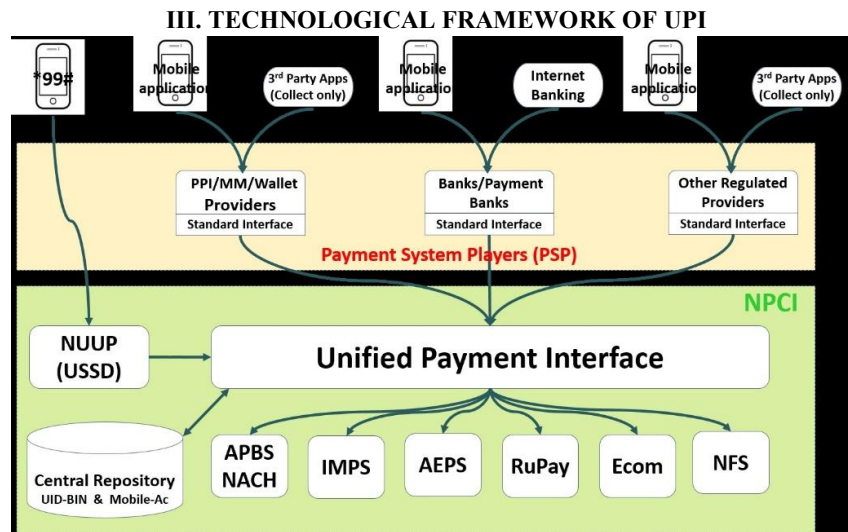 III. TECHNOLOGICAL FRAMEWORK OF UPI
*99#
Mobile
application
3rd Party Apps
(Collect only)
Mobile
application
Internet
Banking
Mobile
application
3rd Party Apps
(Collect only)
PPI/MM/Wallet
Providers
Standard Interface
Banks/Payment
Banks
Standard Interface
Other Regulated
Providers
Standard Interface
Payment System Players (PSP)
NPCI
NUUP
(USSD)
Unified Payment Interface
Central Repository
UID-BIN & Mobile-Ac
APBS
NACH
IMPS
AEPS
RuPay
Ecom
NFS